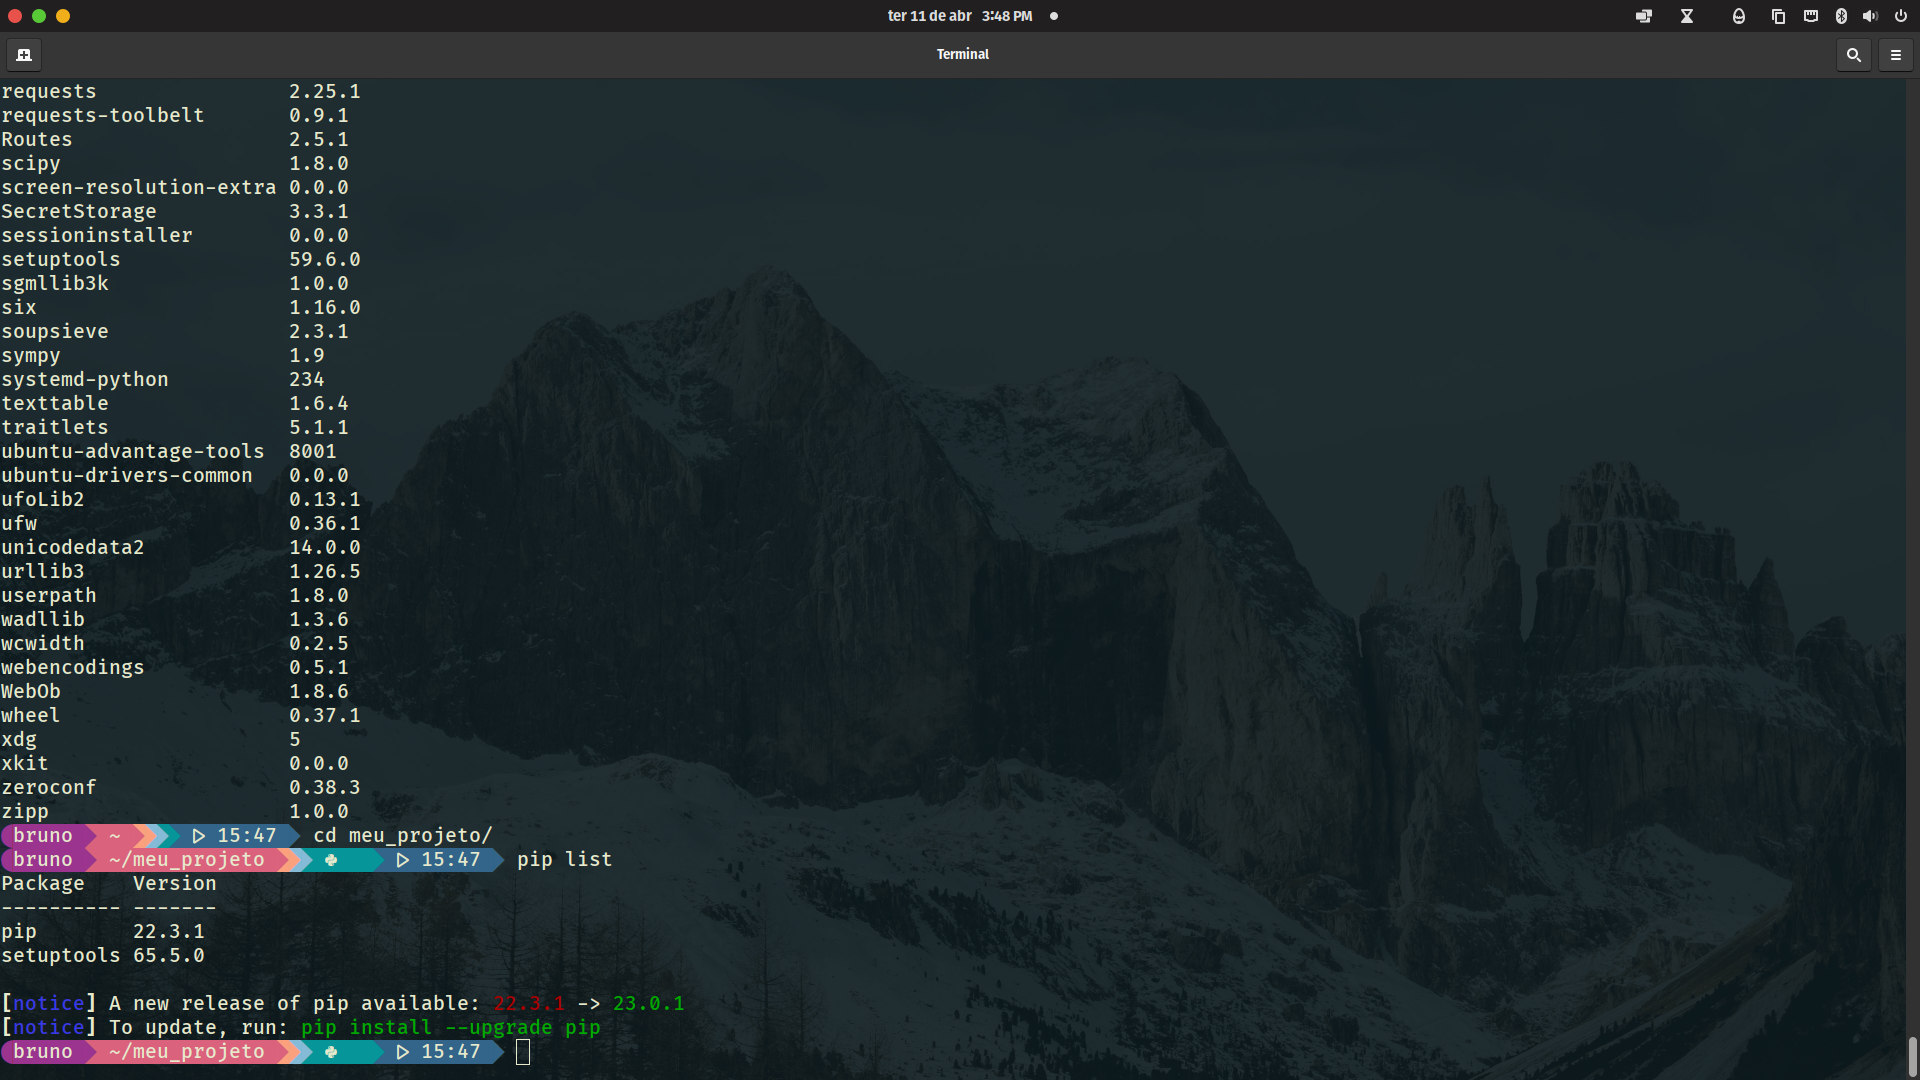 ter 11 de abr 3:48 PM
Terminal
requests 2.25.1
requests-toolbelt 0.9.1
Routes 2.5.1
scipy 1.8.0
screen-resolution-extra 0.0.0
SecretStorage 3.3.1
sessioninstaller 0.0.0
setuptools 59.6.0
sgmllib3k 1.0.0
six 1.16.0
soupsieve 2.3.1
sympy 1.9
systemd-python 234
texttable 1.6.4
traitlets 5.1.1
ubuntu-advantage-tools 8001
ubuntu-drivers-common 0.0.0
ufoLib2 0.13.1
ufw 0.36.1
unicodedata2 14.0.0
urllib3 1.26.5
userpath 1.8.0
wadllib 1.3.6
wcwidth 0.2.5
webencodings 0.5.1
WebOb 1.8.6
wheel 0.37.1
xdg 5
xkit 0.0.0
zeroconf 0.38.3
zipp 1.0.0
bruno ~ 15:47 cd meu_projeto/
bruno ~/meu_projeto 15:47 pip list
Package Version
---------- -------
pip 22.3.1
setuptools 65.5.0
[notice] A new release of pip available: 22.3.1 -> 23.0.1
[notice] To update, run: pip install --upgrade pip
bruno ~/meu_projeto 15:47